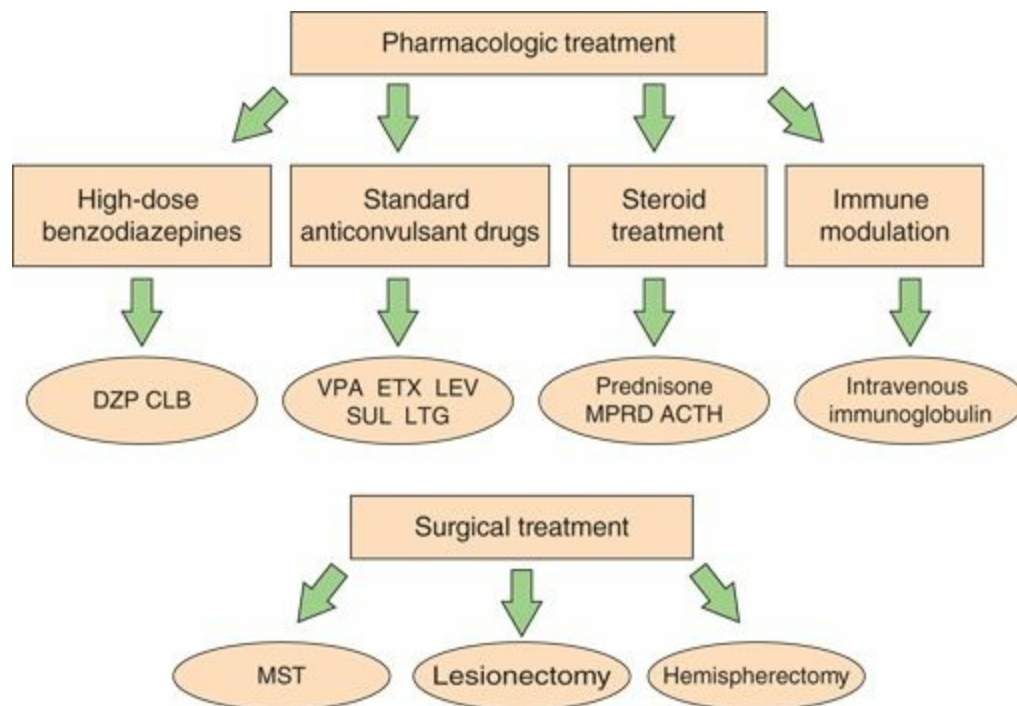 Pharmacologic treatment
High-dose
benzodiazepines
Standard
anticonvulsant drugs
Steroid
treatment
Immune
modulation
DZP CLB
VPA ETX LEV
SUL LTG
Prednisone
MPRD ACTH
Intravenous
immunoglobulin
Surgical treatment
MST
Lesionectomy
Hemispherectomy